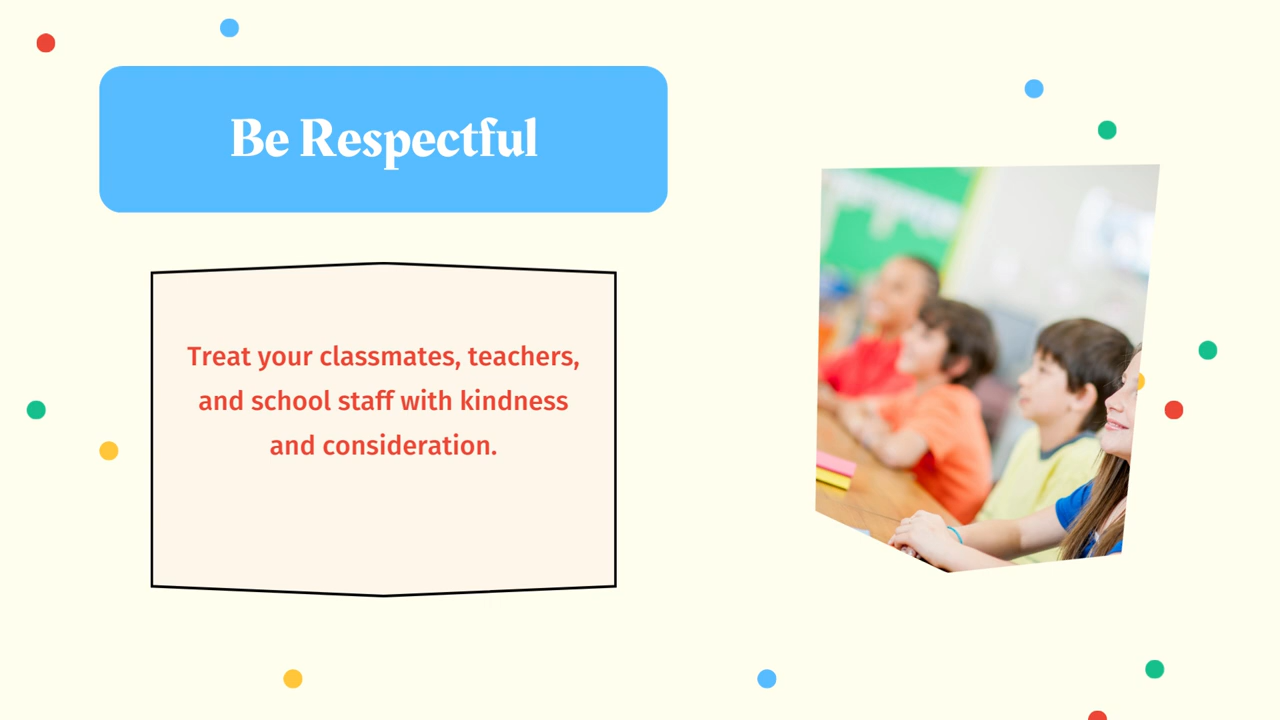 Be Respectful
Treat your classmates, teachers,
and school staff with kindness
and consideration.